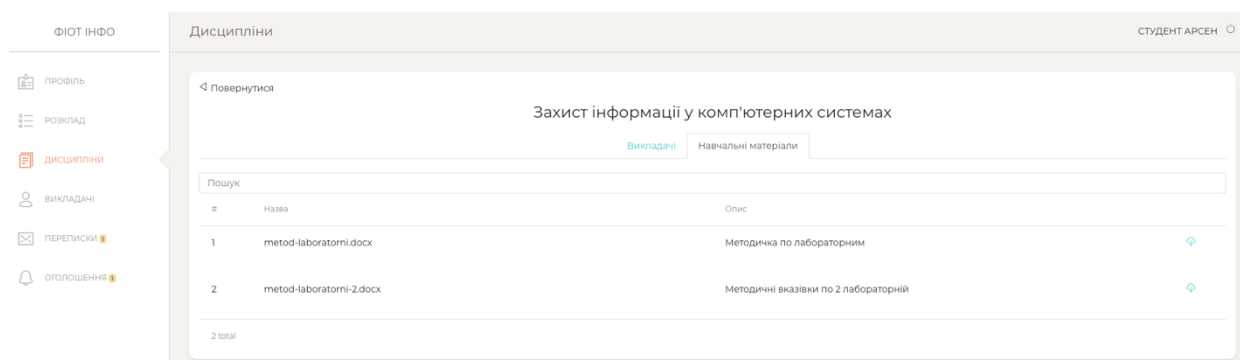 ФІОТ ІНФО
ПРОФІЛЬ
РОЗКЛАД
ДИСЦИПЛІНИ
ВИКЛАДАЧІ
ПЕРЕПИСКИ 1
ОГОЛОШЕННЯ 1
Дисципліни
СТУДЕНТ АРСЕН
Повернутися
Захист інформації у комп'ютерних системах
Викладачі Навчальні матеріали
Пошук
# Назва Опис
1 metod-laboratorni.docx Методичка по лабораторним
2 metod-laboratorni-2.docx Методичні вказівки по 2 лабораторній
2 total